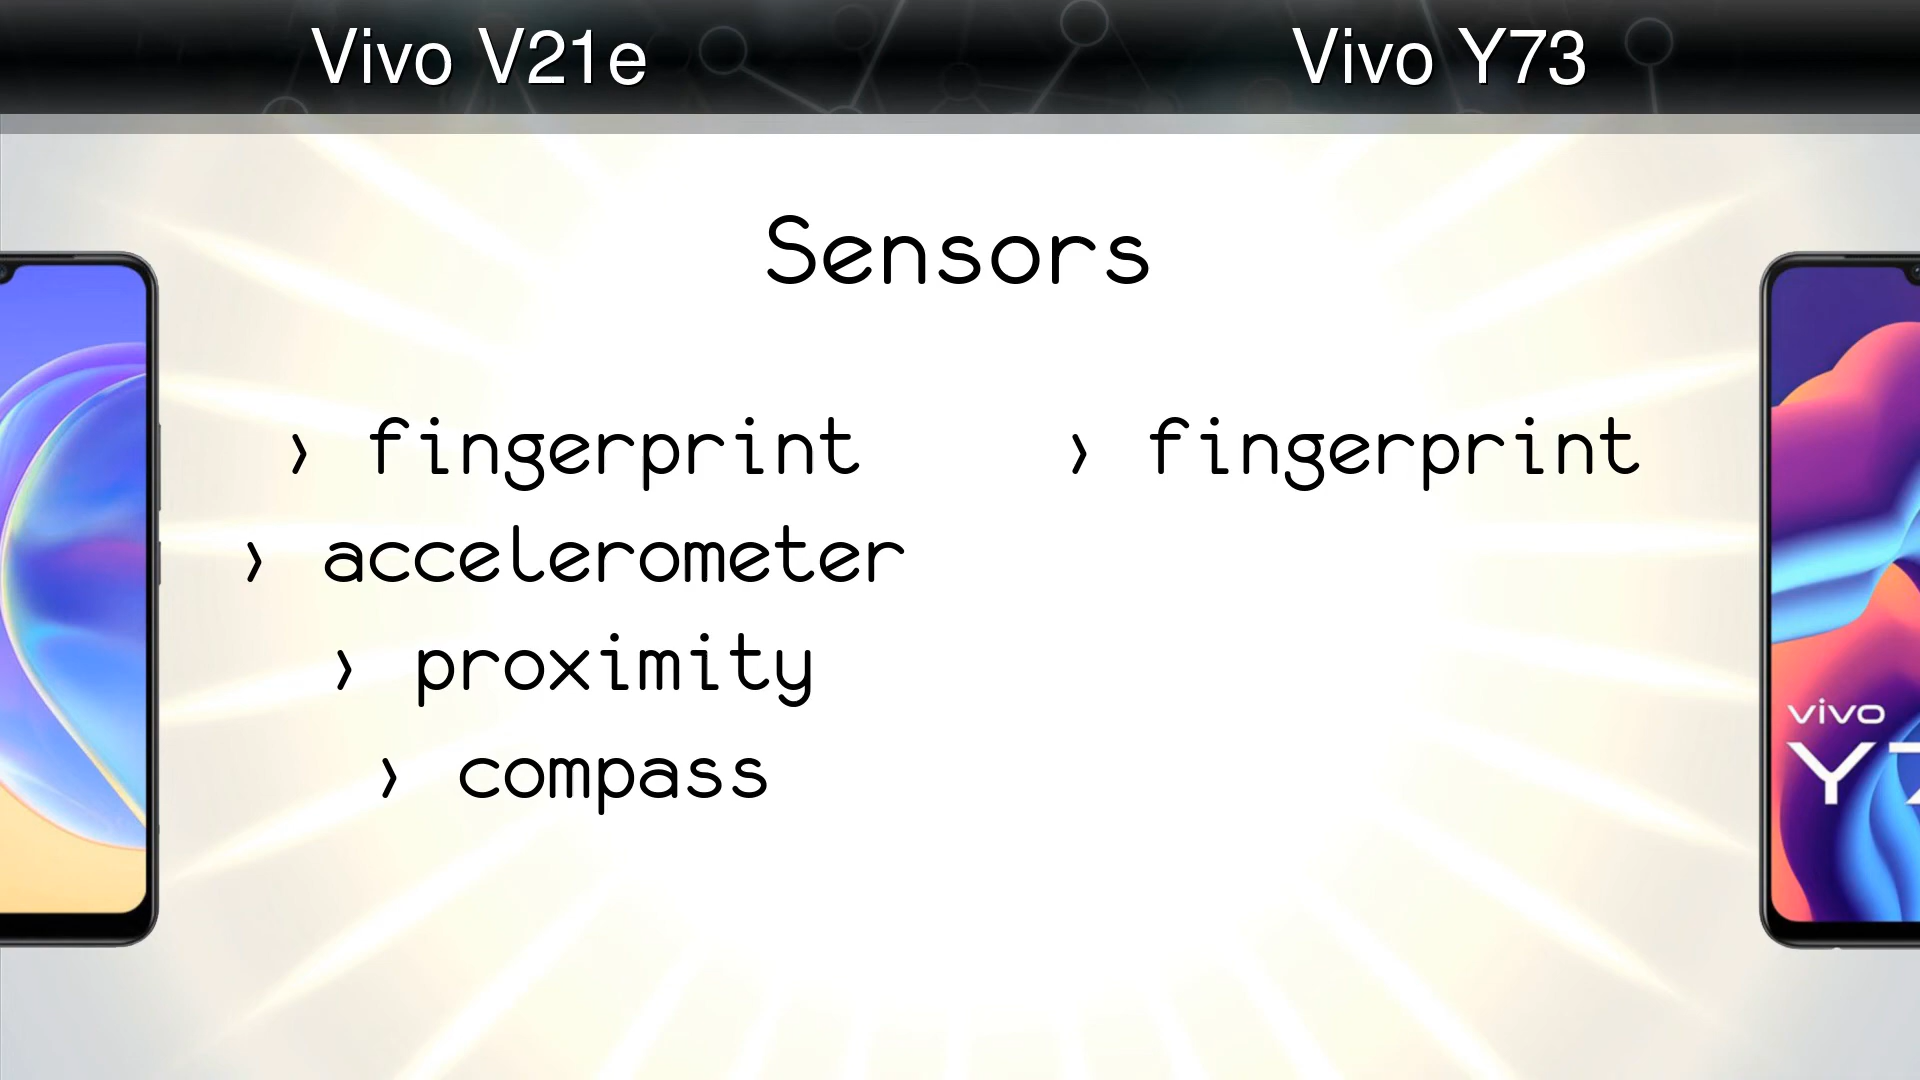 Vivo V21e
Vivo Y73
Sensors
› fingerprint
› accelerometer
› proximity
› compass
› fingerprint
vivo